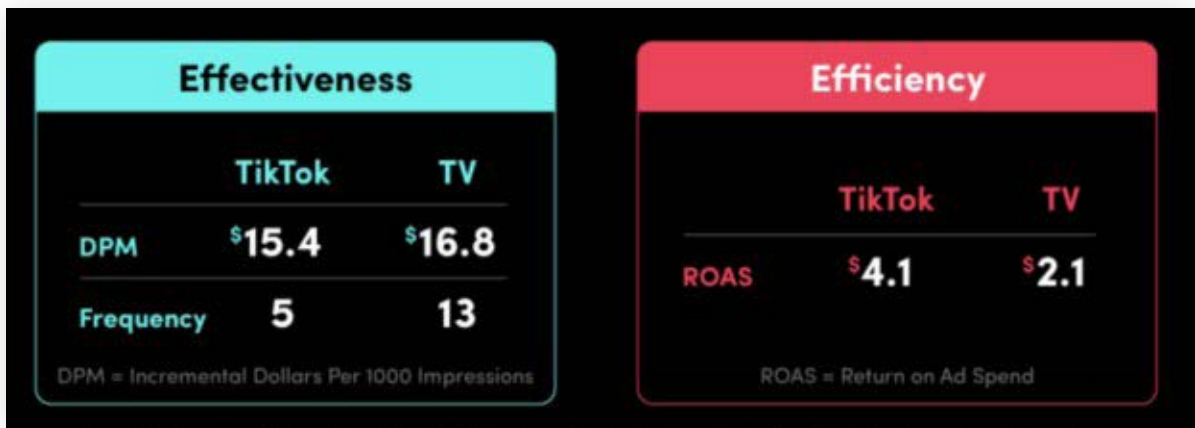 Effectiveness
TikTok TV
DPM $15.4 $16.8
Frequency 5 13
DPM = Incremental Dollars Per 1000 Impressions
Efficiency
TikTok TV
ROAS $4.1 $2.1
ROAS = Return on Ad Spend